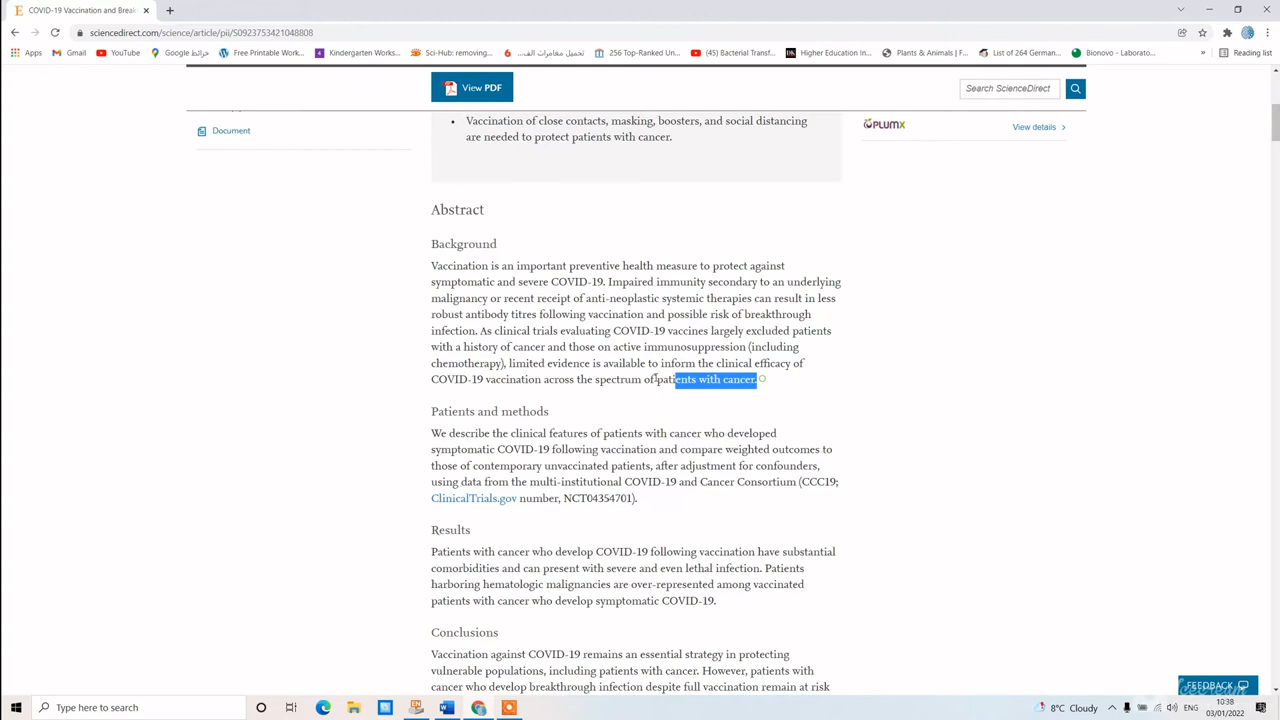 COVID-19 Vaccination and Break
sciencedirect.com/science/article/pii/S0923753421048808
Apps
Gmail
YouTube
حرائط Google
Free Printable Work...
Kindergarten Works...
Sci-Hub: removing...
تحميل مغامرات الف...
256 Top-Ranked Un...
(45) Bacterial Transf...
Higher Education In...
Plants & Animals | F...
List of 264 German...
Bionovo - Laborato...
Reading list
View PDF
Search ScienceDirect
Document
• Vaccination of close contacts, masking, boosters, and social distancing
are needed to protect patients with cancer.
PLUMX
View details
Abstract
Background
Vaccination is an important preventive health measure to protect against
symptomatic and severe COVID-19. Impaired immunity secondary to an underlying
malignancy or recent receipt of anti-neoplastic systemic therapies can result in less
robust antibody titres following vaccination and possible risk of breakthrough
infection. As clinical trials evaluating COVID-19 vaccines largely excluded patients
with a history of cancer and those on active immunosuppression (including
chemotherapy), limited evidence is available to inform the clinical efficacy of
COVID-19 vaccination across the spectrum of patients with cancer.
Patients and methods
We describe the clinical features of patients with cancer who developed
symptomatic COVID-19 following vaccination and compare weighted outcomes to
those of contemporary unvaccinated patients, after adjustment for confounders,
using data from the multi-institutional COVID-19 and Cancer Consortium (CCC19;
ClinicalTrials.gov number, NCT04354701).
Results
Patients with cancer who develop COVID-19 following vaccination have substantial
comorbidities and can present with severe and even lethal infection. Patients
harboring hematologic malignancies are over-represented among vaccinated
patients with cancer who develop symptomatic COVID-19.
Conclusions
Vaccination against COVID-19 remains an essential strategy in protecting
vulnerable populations, including patients with cancer. However, patients with
cancer who develop breakthrough infection despite full vaccination remain at risk
FEEDBACK
Type here to search
8°C Cloudy
10:38
03/01/2022